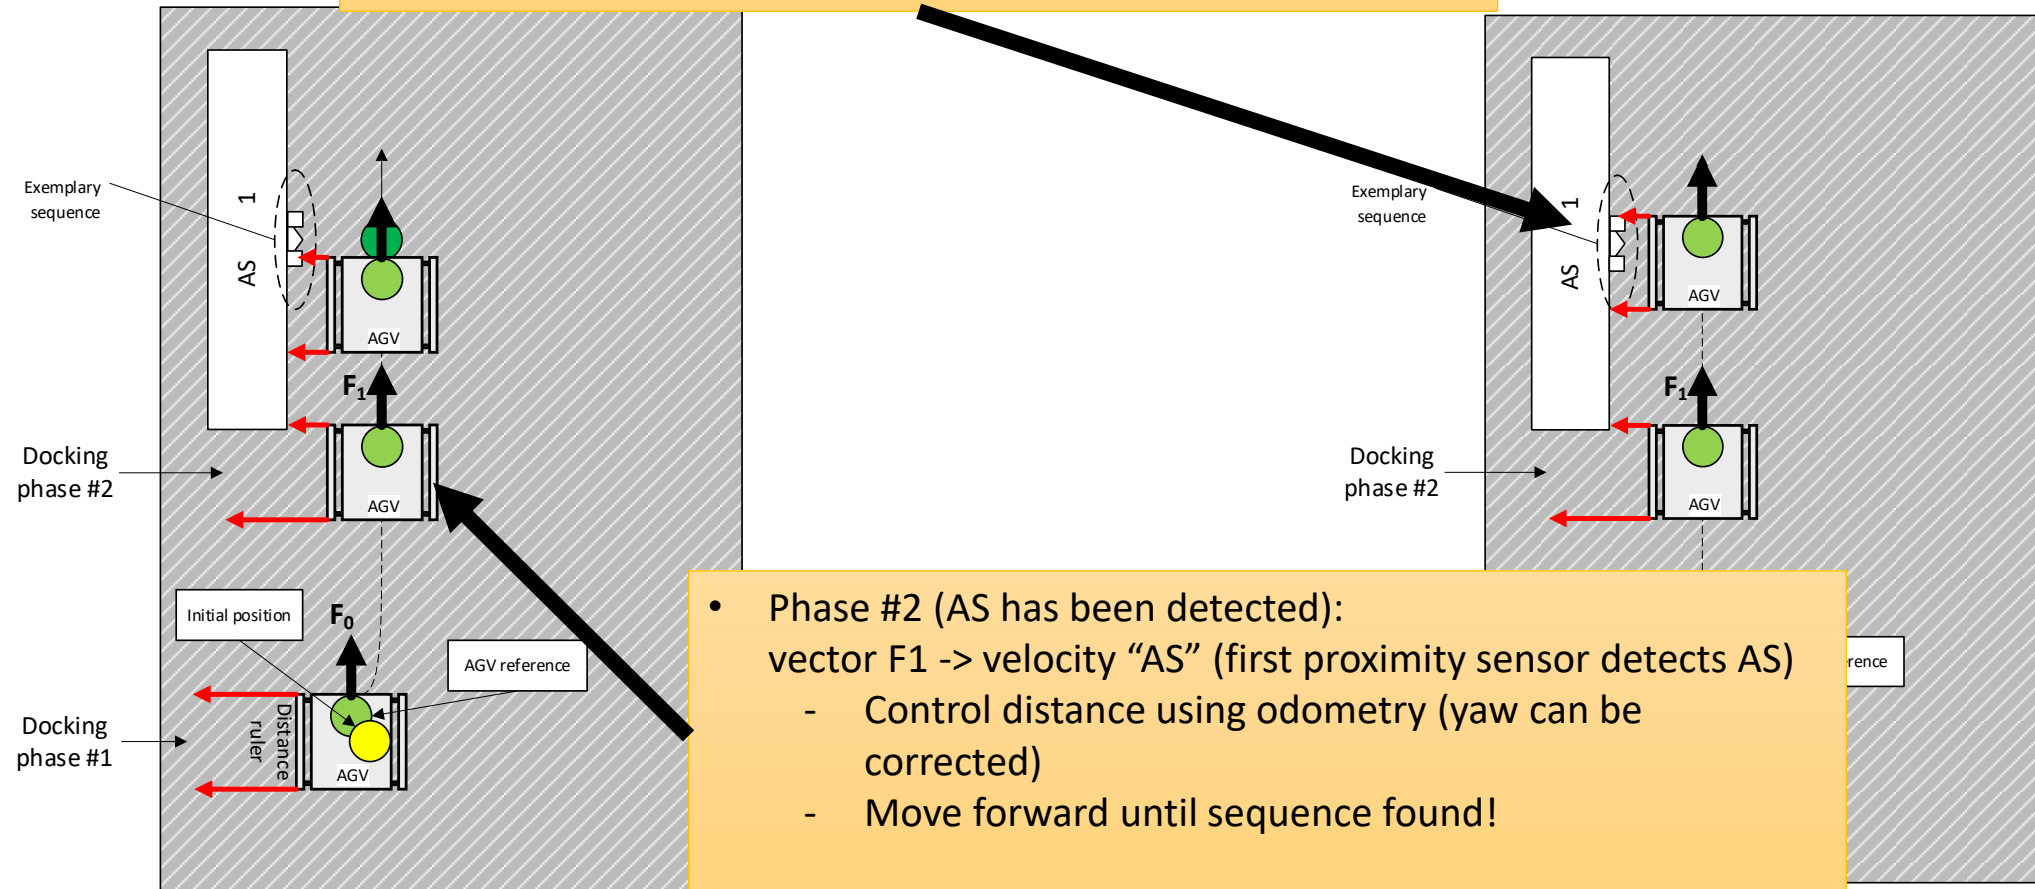 Exemplary
sequence
1
AS
AGV
F1
Docking
phase #2
AGV
Initial position
F0
AGV reference
Docking
phase #1
Distance
ruler
AGV
Exemplary
sequence
1
AS
AGV
F1
Docking
phase #2
AGV
rence
• Phase #2 (AS has been detected):
vector F1 -> velocity “AS” (first proximity sensor detects AS)
- Control distance using odometry (yaw can be
corrected)
- Move forward until sequence found!